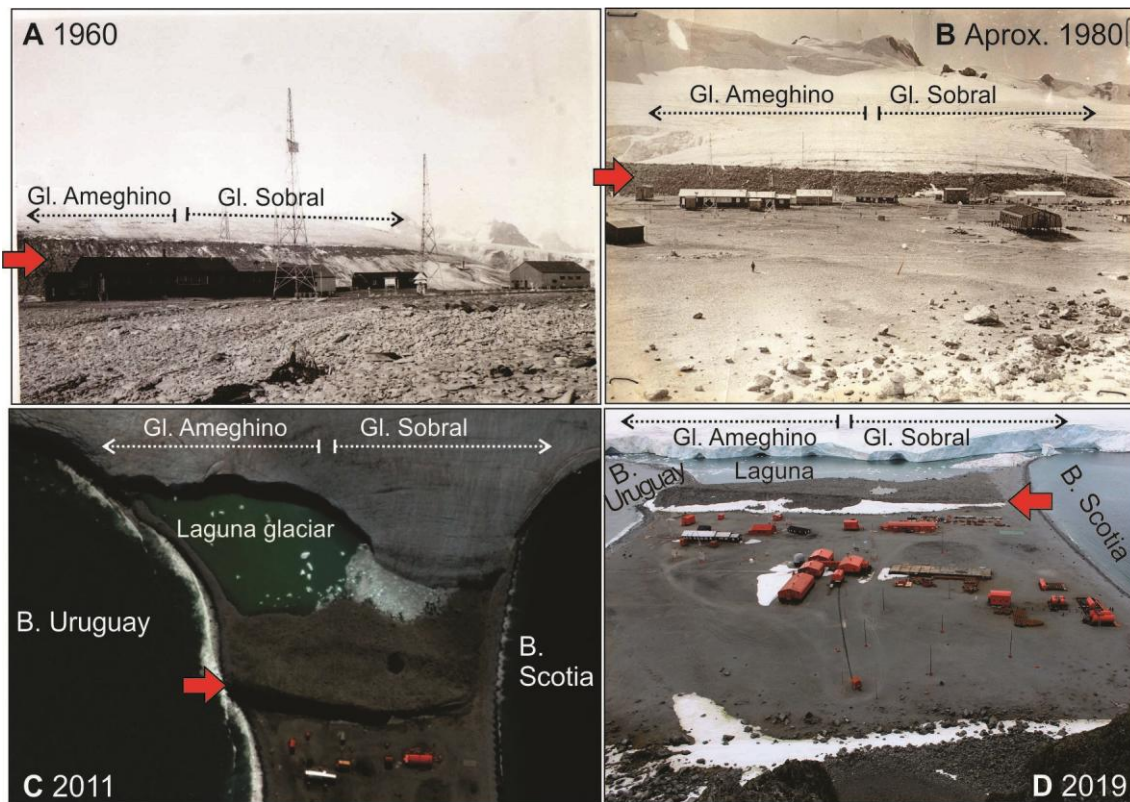 A 1960
Gl. Ameghino
Gl. Sobral
B Aprox. 1980
Gl. Ameghino
Gl. Sobral
Gl. Ameghino
Gl. Sobral
Laguna glaciar
B. Uruguay
B.
Scotia
C 2011
Gl. Ameghino
Gl. Sobral
B.
Uruguay
Laguna
B. Scotia
D 2019